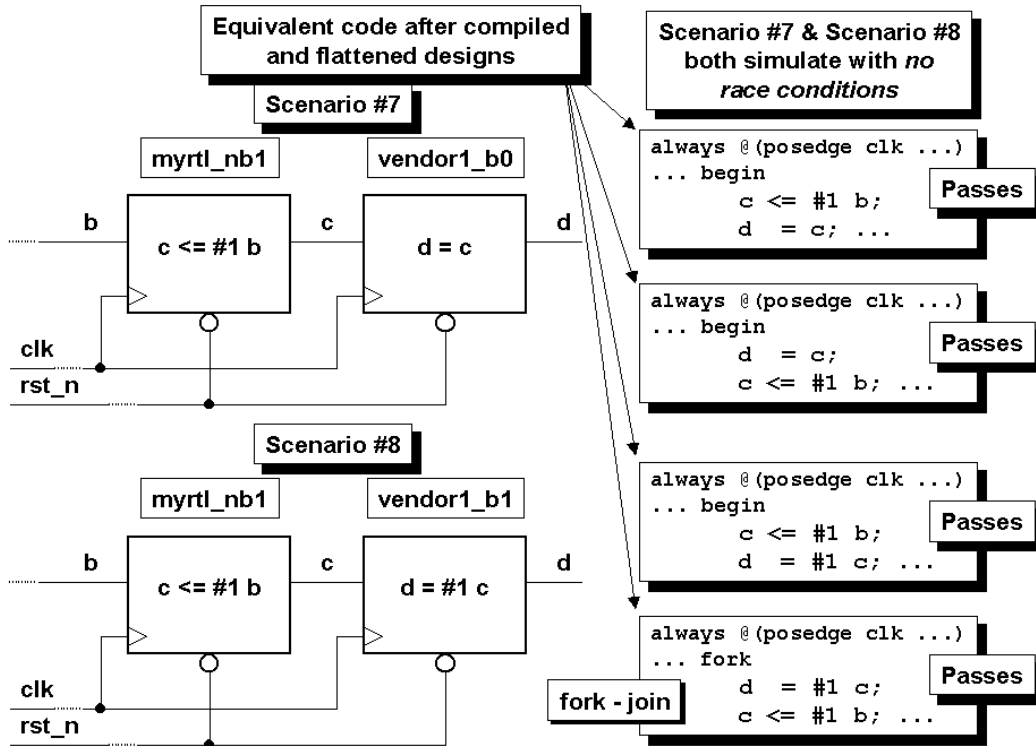 Equivalent code after compiled
and flattened designs
Scenario #7 & Scenario #8
both simulate with no
race conditions
Scenario #7
myrtl_nb1
vendor1_b0
b
c <= #1 b
c
d = c
d
clk
rst_n
Scenario #8
myrtl_nb1
vendor1_b1
b
c <= #1 b
c
d = #1 c
d
clk
rst_n
always @(posedge clk ...)
... begin
c <= #1 b;
d  = c; ...
Passes
always @(posedge clk ...)
... begin
d  = c;
c <= #1 b; ...
Passes
always @(posedge clk ...)
... begin
c <= #1 b;
d  = #1 c; ...
Passes
always @(posedge clk ...)
... fork
d  = #1 c;
c <= #1 b; ...
Passes
fork - join